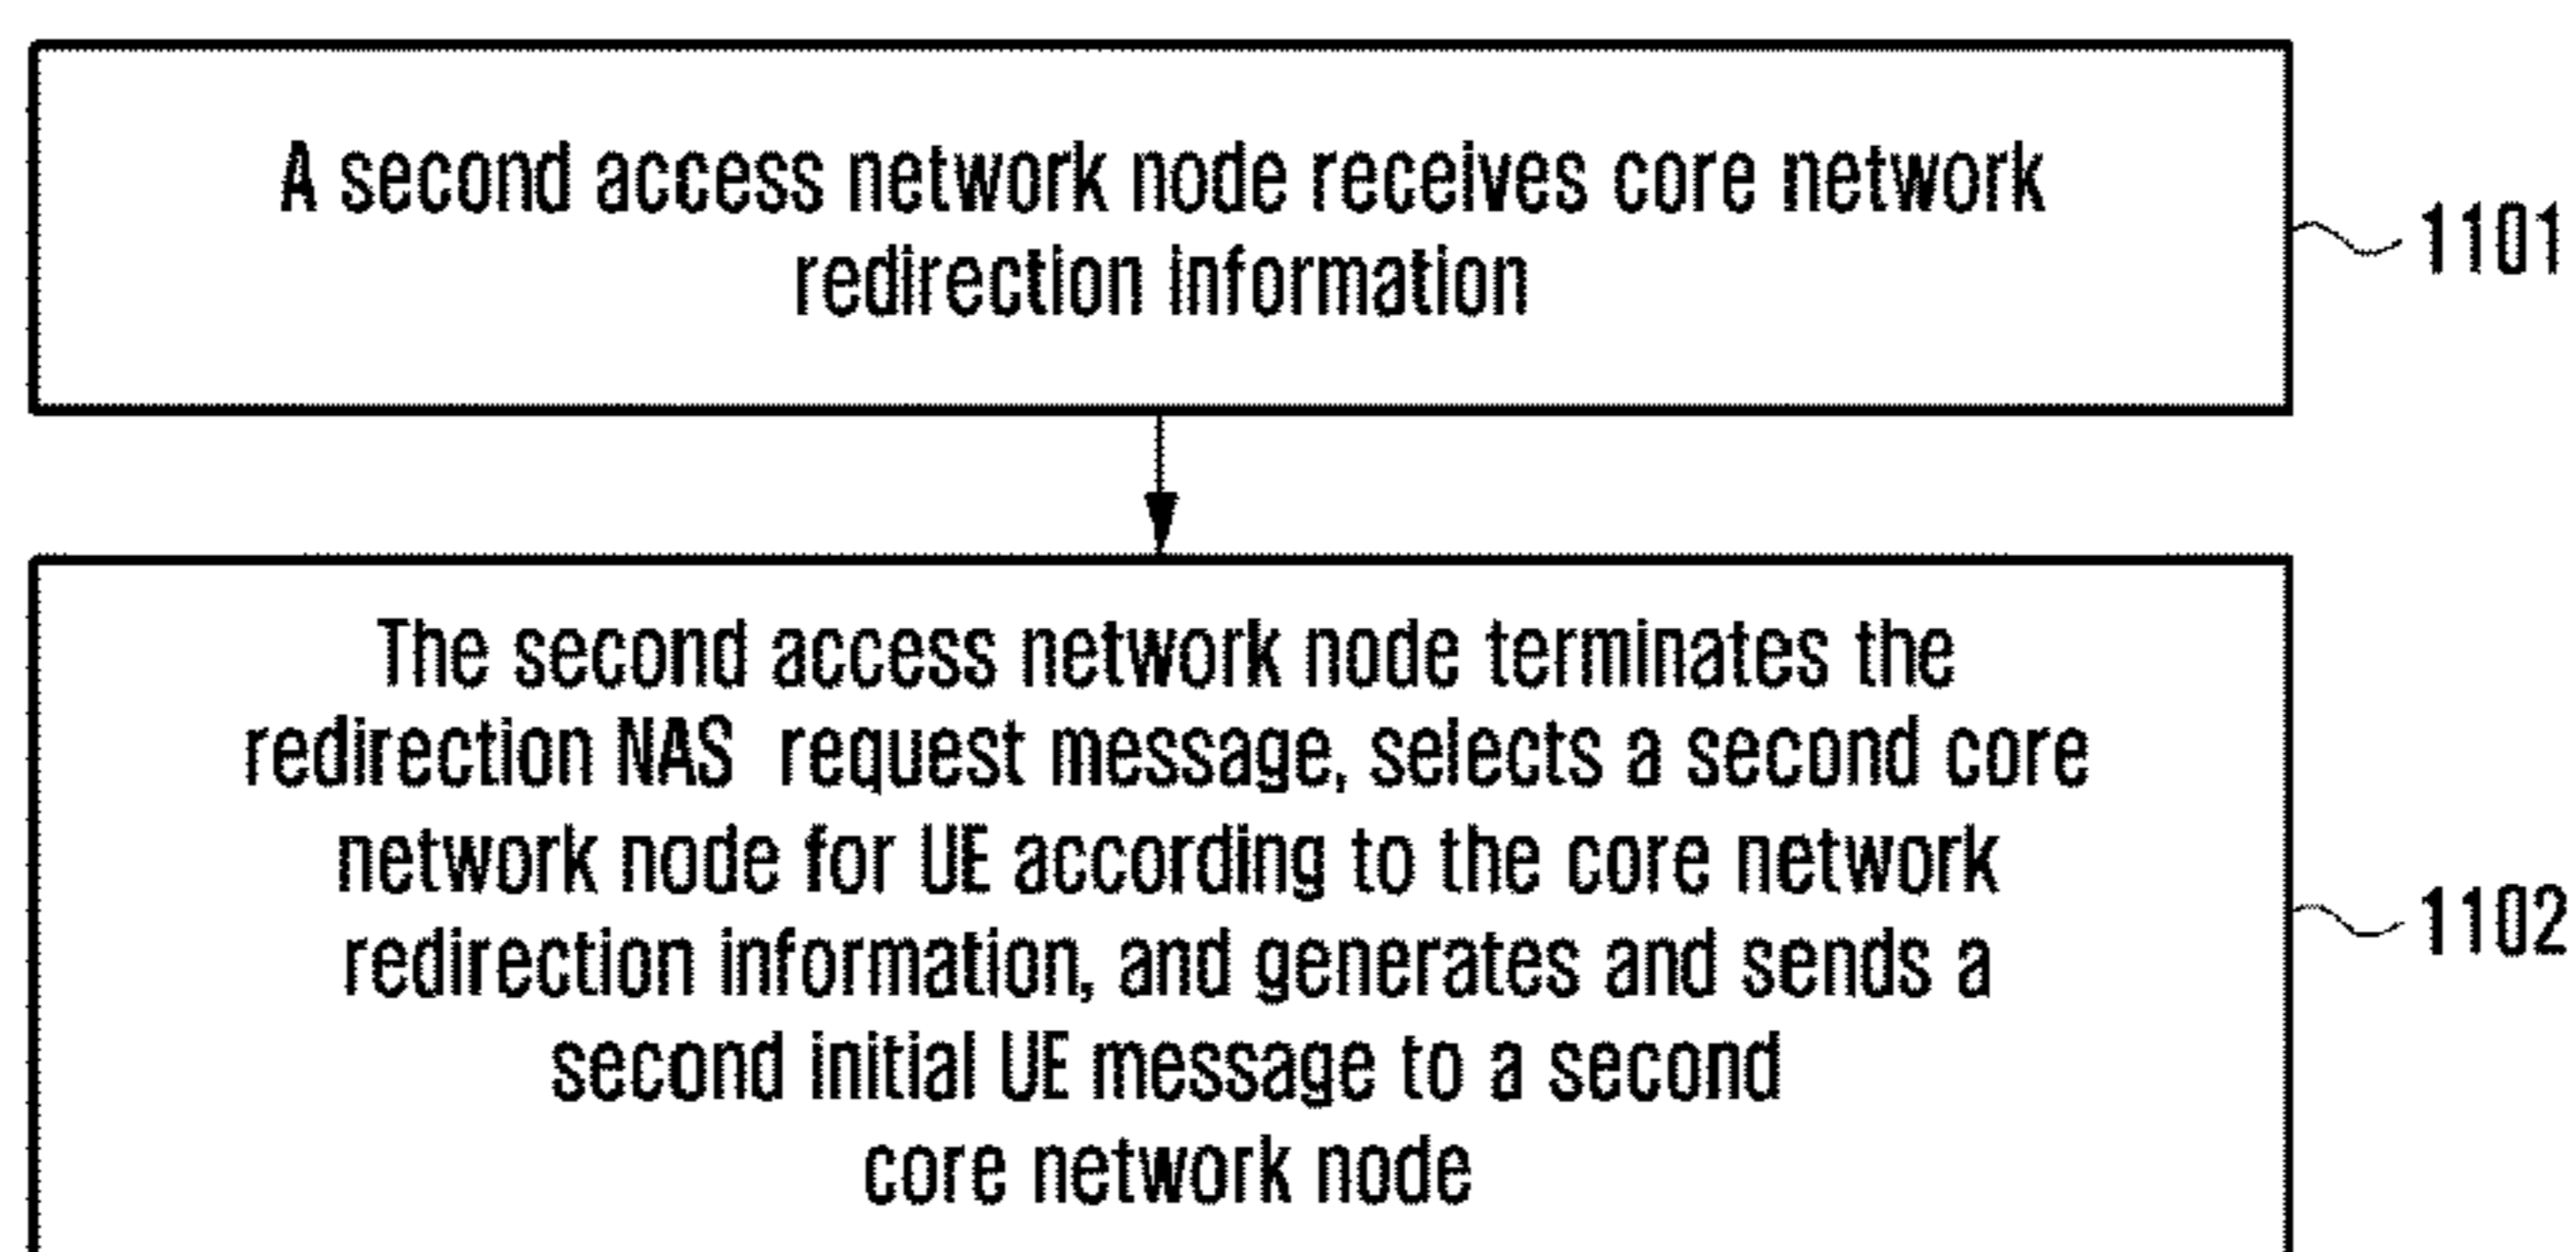 A second access network node receives core network
redirection information
1101
The second access network node terminates the
redirection NAS request message, selects a second core
network node for UE according to the core network
redirection information, and generates and sends a
second initial UE message to a second
core network node
1102